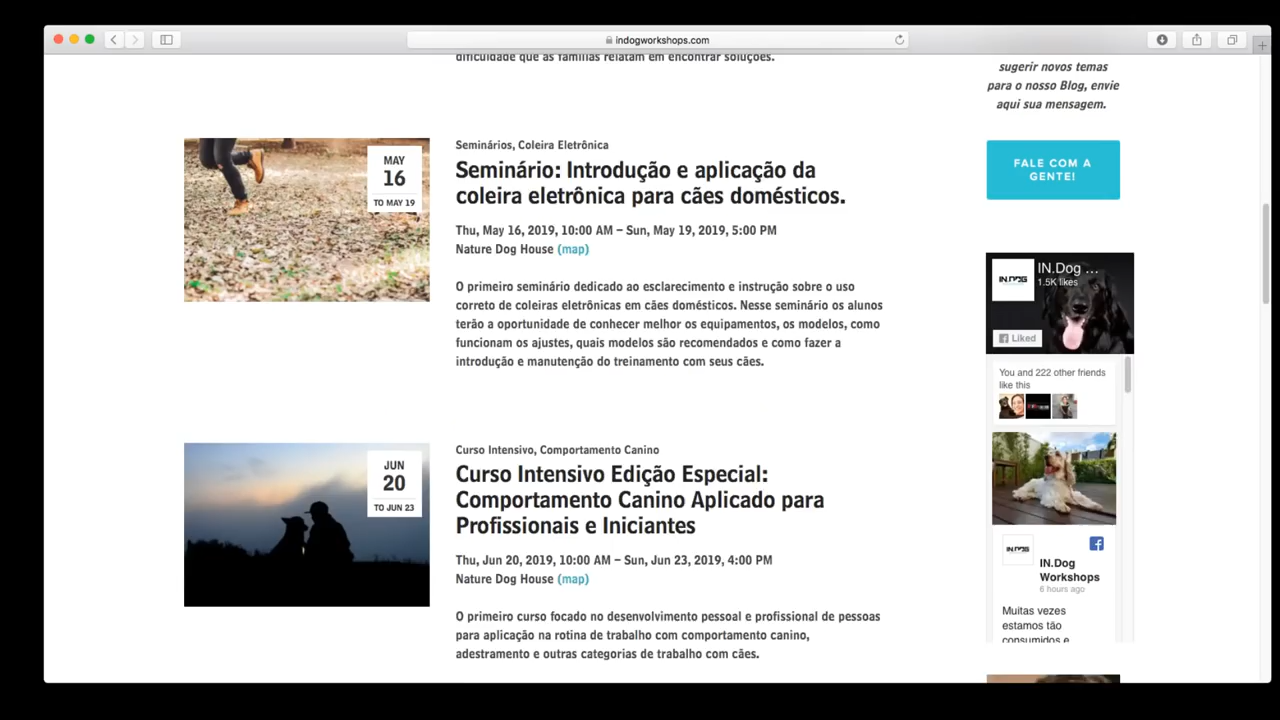 indogworkshops.com
dificuldade que as famílias relatam em encontrar soluções.
MAY
16
TO MAY 19
Seminários, Coleira Eletrônica
Seminário: Introdução e aplicação da
coleira eletrônica para cães domésticos.
Thu, May 16, 2019, 10:00 AM – Sun, May 19, 2019, 5:00 PM
Nature Dog House (map)
O primeiro seminário dedicado ao esclarecimento e instrução sobre o uso
correto de coleiras eletrônicas em cães domésticos. Nesse seminário os alunos
terão a oportunidade de conhecer melhor os equipamentos, os modelos, como
funcionam os ajustes, quais modelos são recomendados e como fazer a
introdução e manutenção do treinamento com seus cães.
JUN
20
TO JUN 23
Curso Intensivo, Comportamento Canino
Curso Intensivo Edição Especial:
Comportamento Canino Aplicado para
Profissionais e Iniciantes
Thu, Jun 20, 2019, 10:00 AM – Sun, Jun 23, 2019, 4:00 PM
Nature Dog House (map)
O primeiro curso focado no desenvolvimento pessoal e profissional de pessoas
para aplicação na rotina de trabalho com comportamento canino,
adestramento e outras categorias de trabalho com cães.
sugerir novos temas
para o nosso Blog, envie
aqui sua mensagem.
FALE COM A
GENTE!
IN.DOG
IN.Dog ...
1.5K likes
Liked
You and 222 other friends
like this
IN.DOG
IN.Dog
Workshops
6 hours ago
Muitas vezes
estamos tão
consumidos e